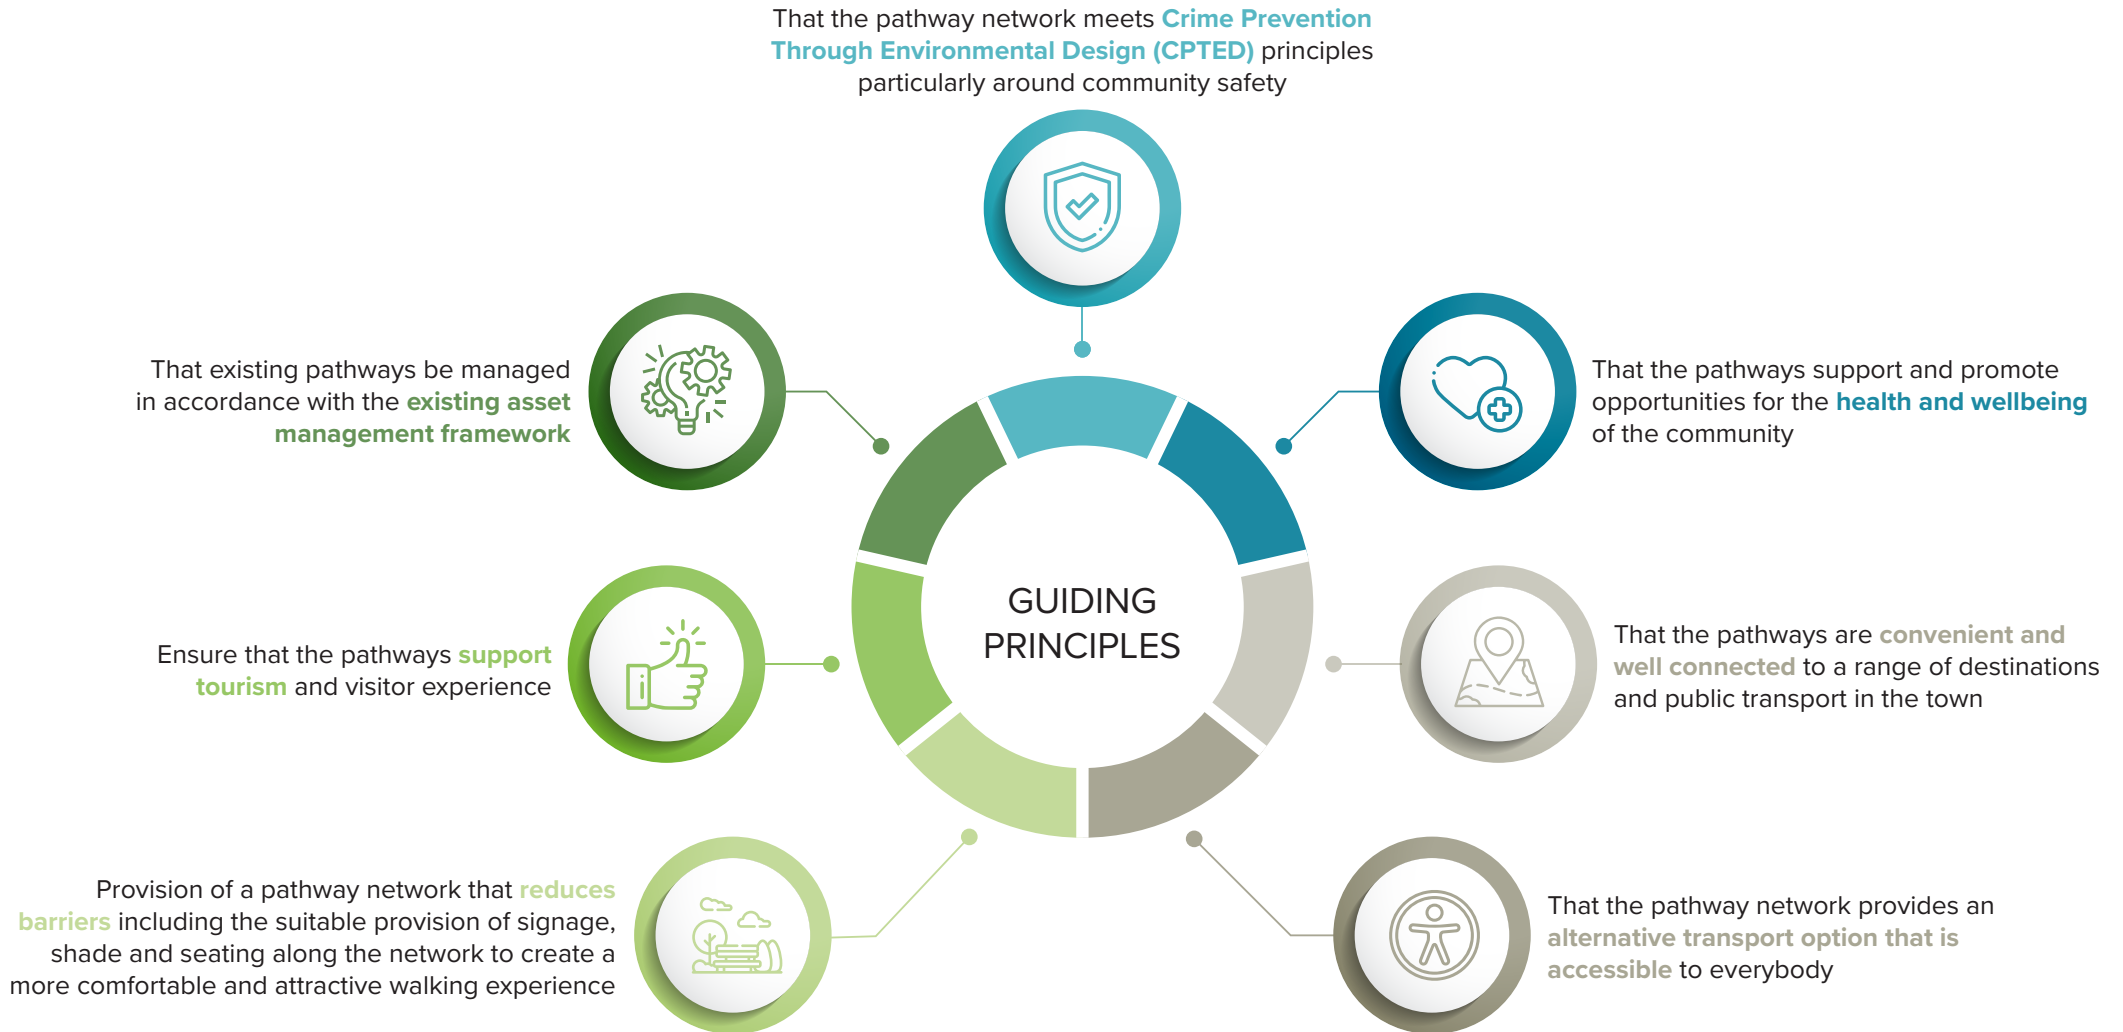 That the pathway network meets Crime Prevention
Through Environmental Design (CPTED) principles
particularly around community safety
That existing pathways be managed
in accordance with the existing asset
management framework
That the pathways support and promote
opportunities for the health and wellbeing
of the community
GUIDING
PRINCIPLES
Ensure that the pathways support
tourism and visitor experience
That the pathways are convenient and
well connected to a range of destinations
and public transport in the town
Provision of a pathway network that reduces
barriers including the suitable provision of signage,
shade and seating along the network to create a
more comfortable and attractive walking experience
That the pathway network provides an
alternative transport option that is
accessible to everybody